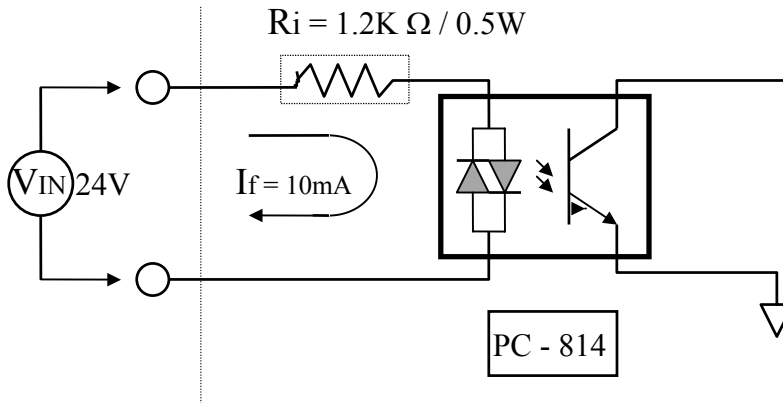 Ri = 1.2K Ω / 0.5W
VIN 24V
If = 10mA
PC - 814